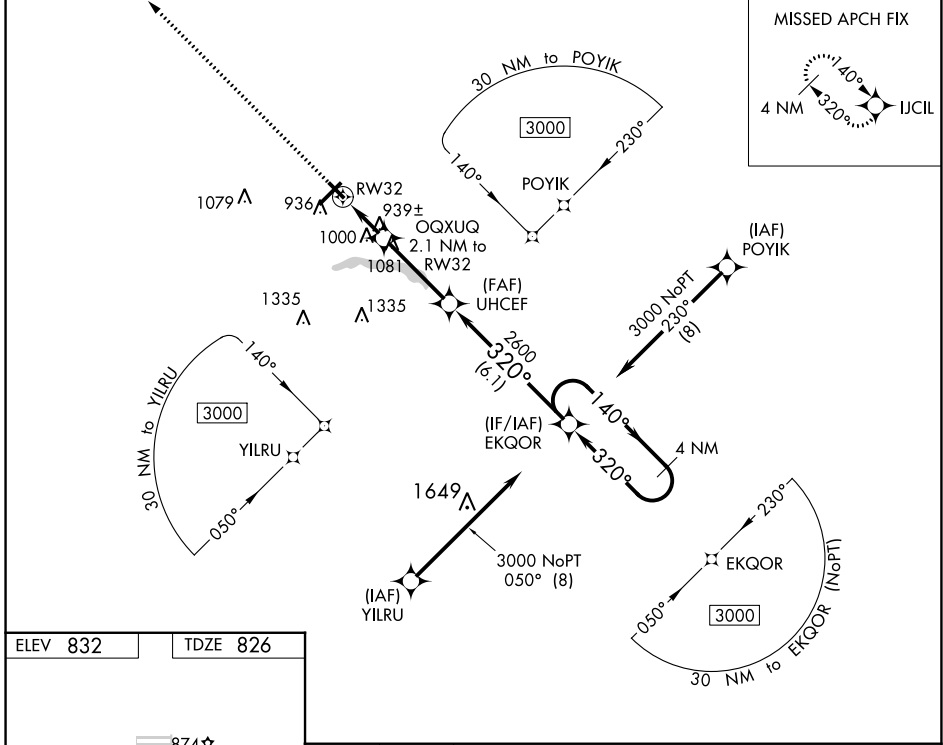 MISSED APCH FIX
140°
4 NM
320°
IJCIL
30 NM to POYIK
3000
140°
230°
POYIK
RW32
1079
936
939±
1000
OQXUQ
2.1 NM to
RW32
1081
(FAF)
UHCEF
(IAF)
POYIK
3000 NoPT
230°
(8)
1335
1335
2600
320°
(6.1)
30 NM to YILRU
140°
3000
YILRU
050°
(IF/IAF)
EKQOR
140°
320°
4 NM
1649
3000 NoPT
050° (8)
(IAF)
YILRU
230°
EKQOR
050°
3000
30 NM to EKQOR (NoPT)
ELEV 832
TDZE 826
874